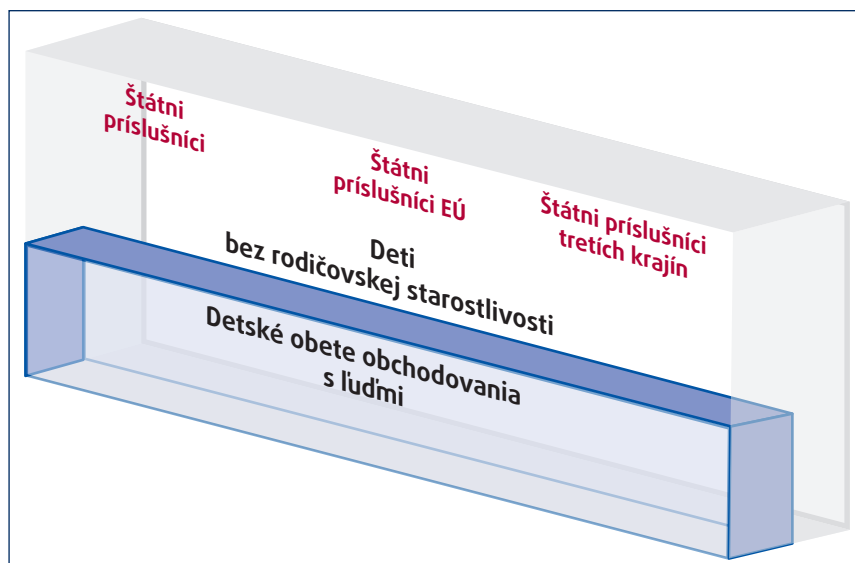 Štátni
príslušníci
Štátni
príslušníci EÚ
Štátni príslušníci
tretích krajín
Deti
bez rodičovskej starostlivosti
Detské obete obchodovania
s ľuďmi